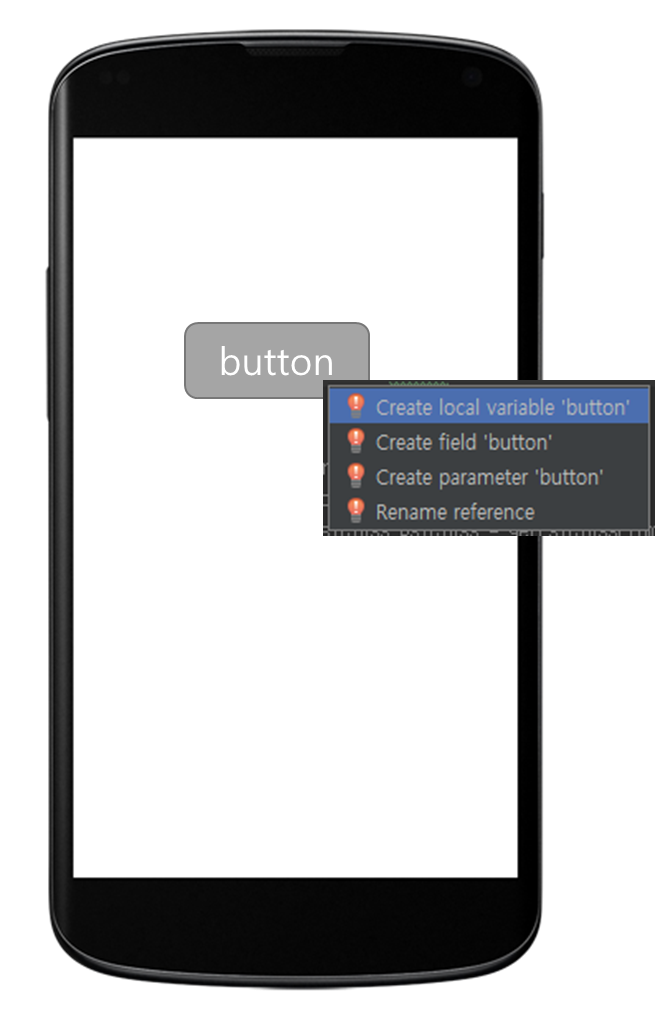 button
Create local variable 'button'
Create field 'button'
Create parameter 'button'
Rename reference